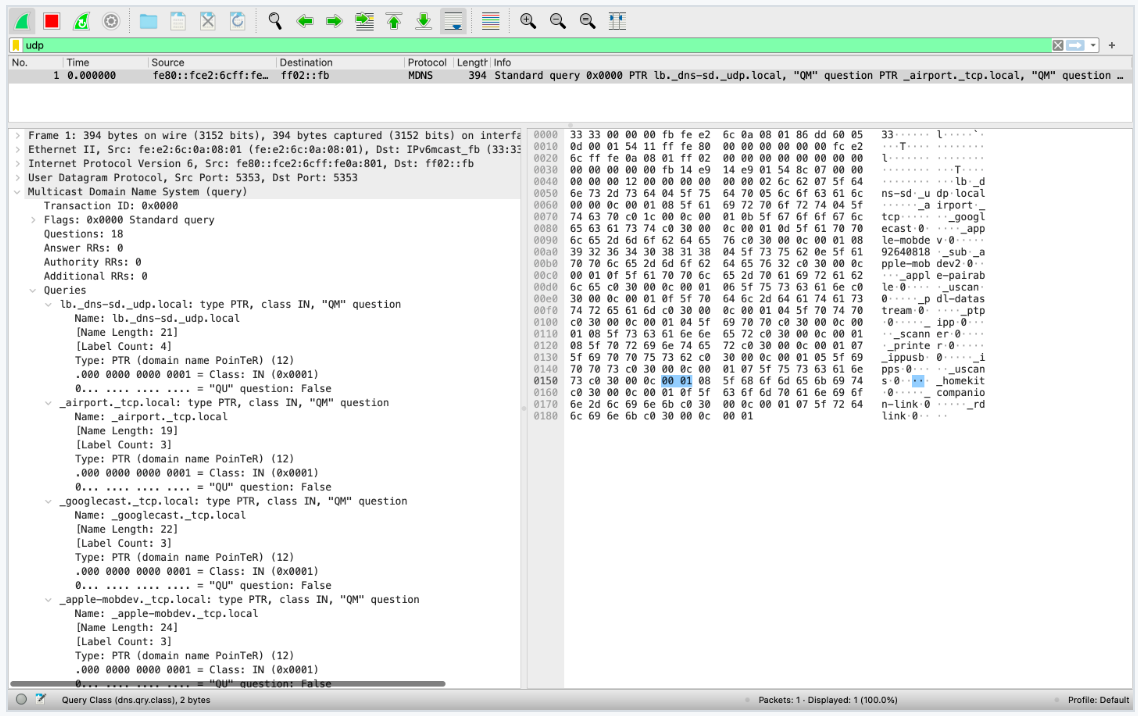 udp
No. Time Source Destination Protocol Length Info
1 0.000000 fe80::fce2:6cff:fe… ff02::fb MDNS 394 Standard query 0x0000 PTR lb._dns-sd._udp.local, "QM" question PTR _airport._tcp.local, "QM" question …
Frame 1: 394 bytes on wire (3152 bits), 394 bytes captured (3152 bits) on interfa
Ethernet II, Src: fe:e2:6c:0a:08:01 (fe:e2:6c:0a:08:01), Dst: IPv6mcast_fb (33:33
Internet Protocol Version 6, Src: fe80::fce2:6cff:fe0a:801, Dst: ff02::fb
User Datagram Protocol, Src Port: 5353, Dst Port: 5353
Multicast Domain Name System (query)
Transaction ID: 0x0000
Flags: 0x0000 Standard query
Questions: 18
Answer RRs: 0
Authority RRs: 0
Additional RRs: 0
Queries
lb._dns-sd._udp.local: type PTR, class IN, "QM" question
Name: lb._dns-sd._udp.local
[Name Length: 21]
[Label Count: 4]
Type: PTR (domain name PoinTeR) (12)
.000 0000 0000 0001 = Class: IN (0x0001)
0... .... .... .... = "QU" question: False
_airport._tcp.local: type PTR, class IN, "QM" question
Name: _airport._tcp.local
[Name Length: 19]
[Label Count: 3]
Type: PTR (domain name PoinTeR) (12)
.000 0000 0000 0001 = Class: IN (0x0001)
0... .... .... .... = "QU" question: False
_googlecast._tcp.local: type PTR, class IN, "QM" question
Name: _googlecast._tcp.local
[Name Length: 22]
[Label Count: 3]
Type: PTR (domain name PoinTeR) (12)
.000 0000 0000 0001 = Class: IN (0x0001)
0... .... .... .... = "QU" question: False
_apple-mobdev._tcp.local: type PTR, class IN, "QM" question
Name: _apple-mobdev._tcp.local
[Name Length: 24]
[Label Count: 3]
Type: PTR (domain name PoinTeR) (12)
.000 0000 0000 0001 = Class: IN (0x0001)
0... .... .... .... = "QU" question: False
0000 33 33 00 00 00 fb fe e2 6c 0a 08 01 86 dd 60 05 33······ l·····`·
0010 0d 00 01 54 11 ff fe 80 00 00 00 00 00 00 fc e2 ···T···· ········
0020 6c ff fe 0a 08 01 ff 02 00 00 00 00 00 00 00 00 l······· ········
0030 00 00 00 00 00 fb 14 e9 14 e9 01 54 8c 07 00 00 ········ ···T····
0040 00 00 00 12 00 00 00 00 00 00 02 6c 62 07 5f 64 ········ ···lb·_d
0050 6e 73 2d 73 64 04 5f 75 64 70 05 6c 6f 63 61 6c ns-sd·_u dp·local
0060 00 00 0c 00 01 08 5f 61 69 72 70 6f 72 74 04 5f ······_a irport·_
0070 74 63 70 c0 1c 00 0c 00 01 0b 5f 67 6f 6f 67 6c tcp····· ··_googl
0080 65 63 61 73 74 c0 30 00 0c 00 01 0d 5f 61 70 70 ecast·0· ····_app
0090 6c 65 2d 6d 6f 62 64 65 76 c0 30 00 0c 00 01 08 le-mobde v·0·····
00a0 39 32 36 34 30 38 31 38 04 5f 73 75 62 0e 5f 61 92640818 ·_sub·_a
00b0 70 70 6c 65 2d 6d 6f 62 64 65 76 32 c0 30 00 0c pple-mob dev2·0··
00c0 00 01 0f 5f 61 70 70 6c 65 2d 70 61 69 72 61 62 ···_appl e-pairab
00d0 6c 65 c0 30 00 0c 00 01 06 5f 75 73 63 61 6e c0 le·0···· ·_uscan·
00e0 30 00 0c 00 01 0f 5f 70 64 6c 2d 64 61 74 61 73 0·····_p dl-datas
00f0 74 72 65 61 6d c0 30 00 0c 00 01 04 5f 70 74 70 tream·0· ····_ptp
0100 c0 30 00 0c 00 01 04 5f 69 70 70 c0 30 00 0c 00 ·0·····_ ipp·0···
0110 01 08 5f 73 63 61 6e 6e 65 72 c0 30 00 0c 00 01 ··_scann er·0····
0120 08 5f 70 72 69 6e 74 65 72 c0 30 00 0c 00 01 07 ·_printe r·0·····
0130 5f 69 70 70 75 73 62 c0 30 00 0c 00 01 05 5f 69 _ippusb· 0·····_i
0140 70 70 73 c0 30 00 0c 00 01 07 5f 75 73 63 61 6e pps·0··· ··_uscan
0150 73 c0 30 00 0c 00 01 08 5f 68 6f 6d 65 6b 69 74 s·0····· _homekit
0160 c0 30 00 0c 00 01 0f 5f 63 6f 6d 70 61 6e 69 6f ·0·····_ companio
0170 6e 2d 6c 69 6e 6b c0 30 00 0c 00 01 07 5f 72 64 n-link·0 ·····_rd
0180 6c 69 6e 6b c0 30 00 0c 00 01 link·0·· ··
Query Class (dns.qry.class), 2 bytes
Packets: 1 · Displayed: 1 (100.0%)
Profile: Default